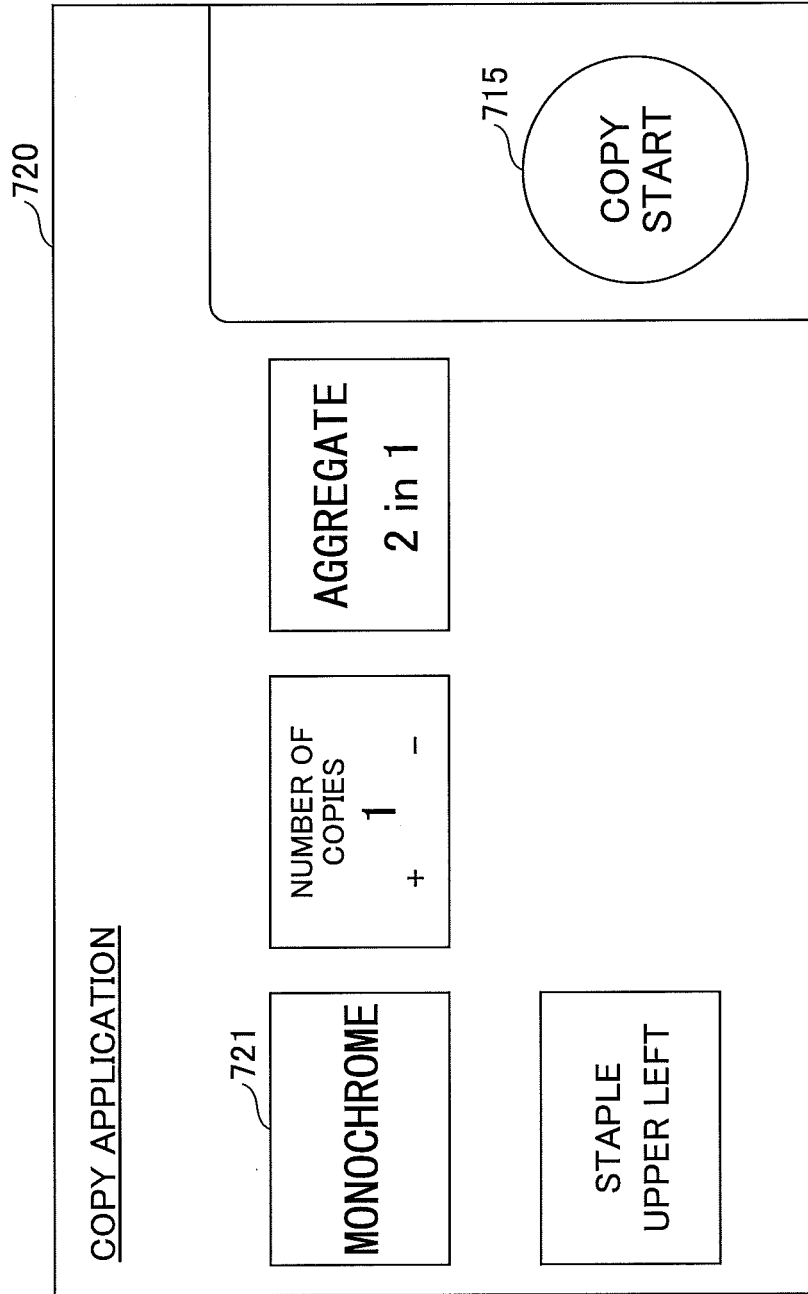 720
COPY APPLICATION
721
MONOCHROME
NUMBER OF
COPIES
1
+ −
AGGREGATE
2 in 1
STAPLE
UPPER LEFT
715
COPY
START